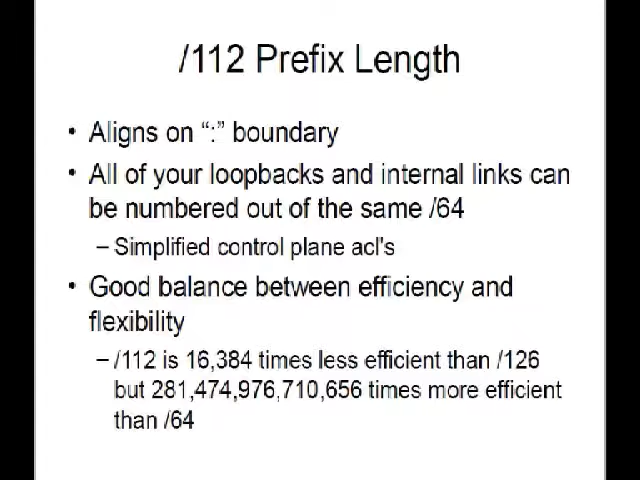 /112 Prefix Length
• Aligns on “:” boundary
• All of your loopbacks and internal links can
be numbered out of the same /64
– Simplified control plane acl's
• Good balance between efficiency and
flexibility
– /112 is 16,384 times less efficient than /126
but 281,474,976,710,656 times more efficient
than /64